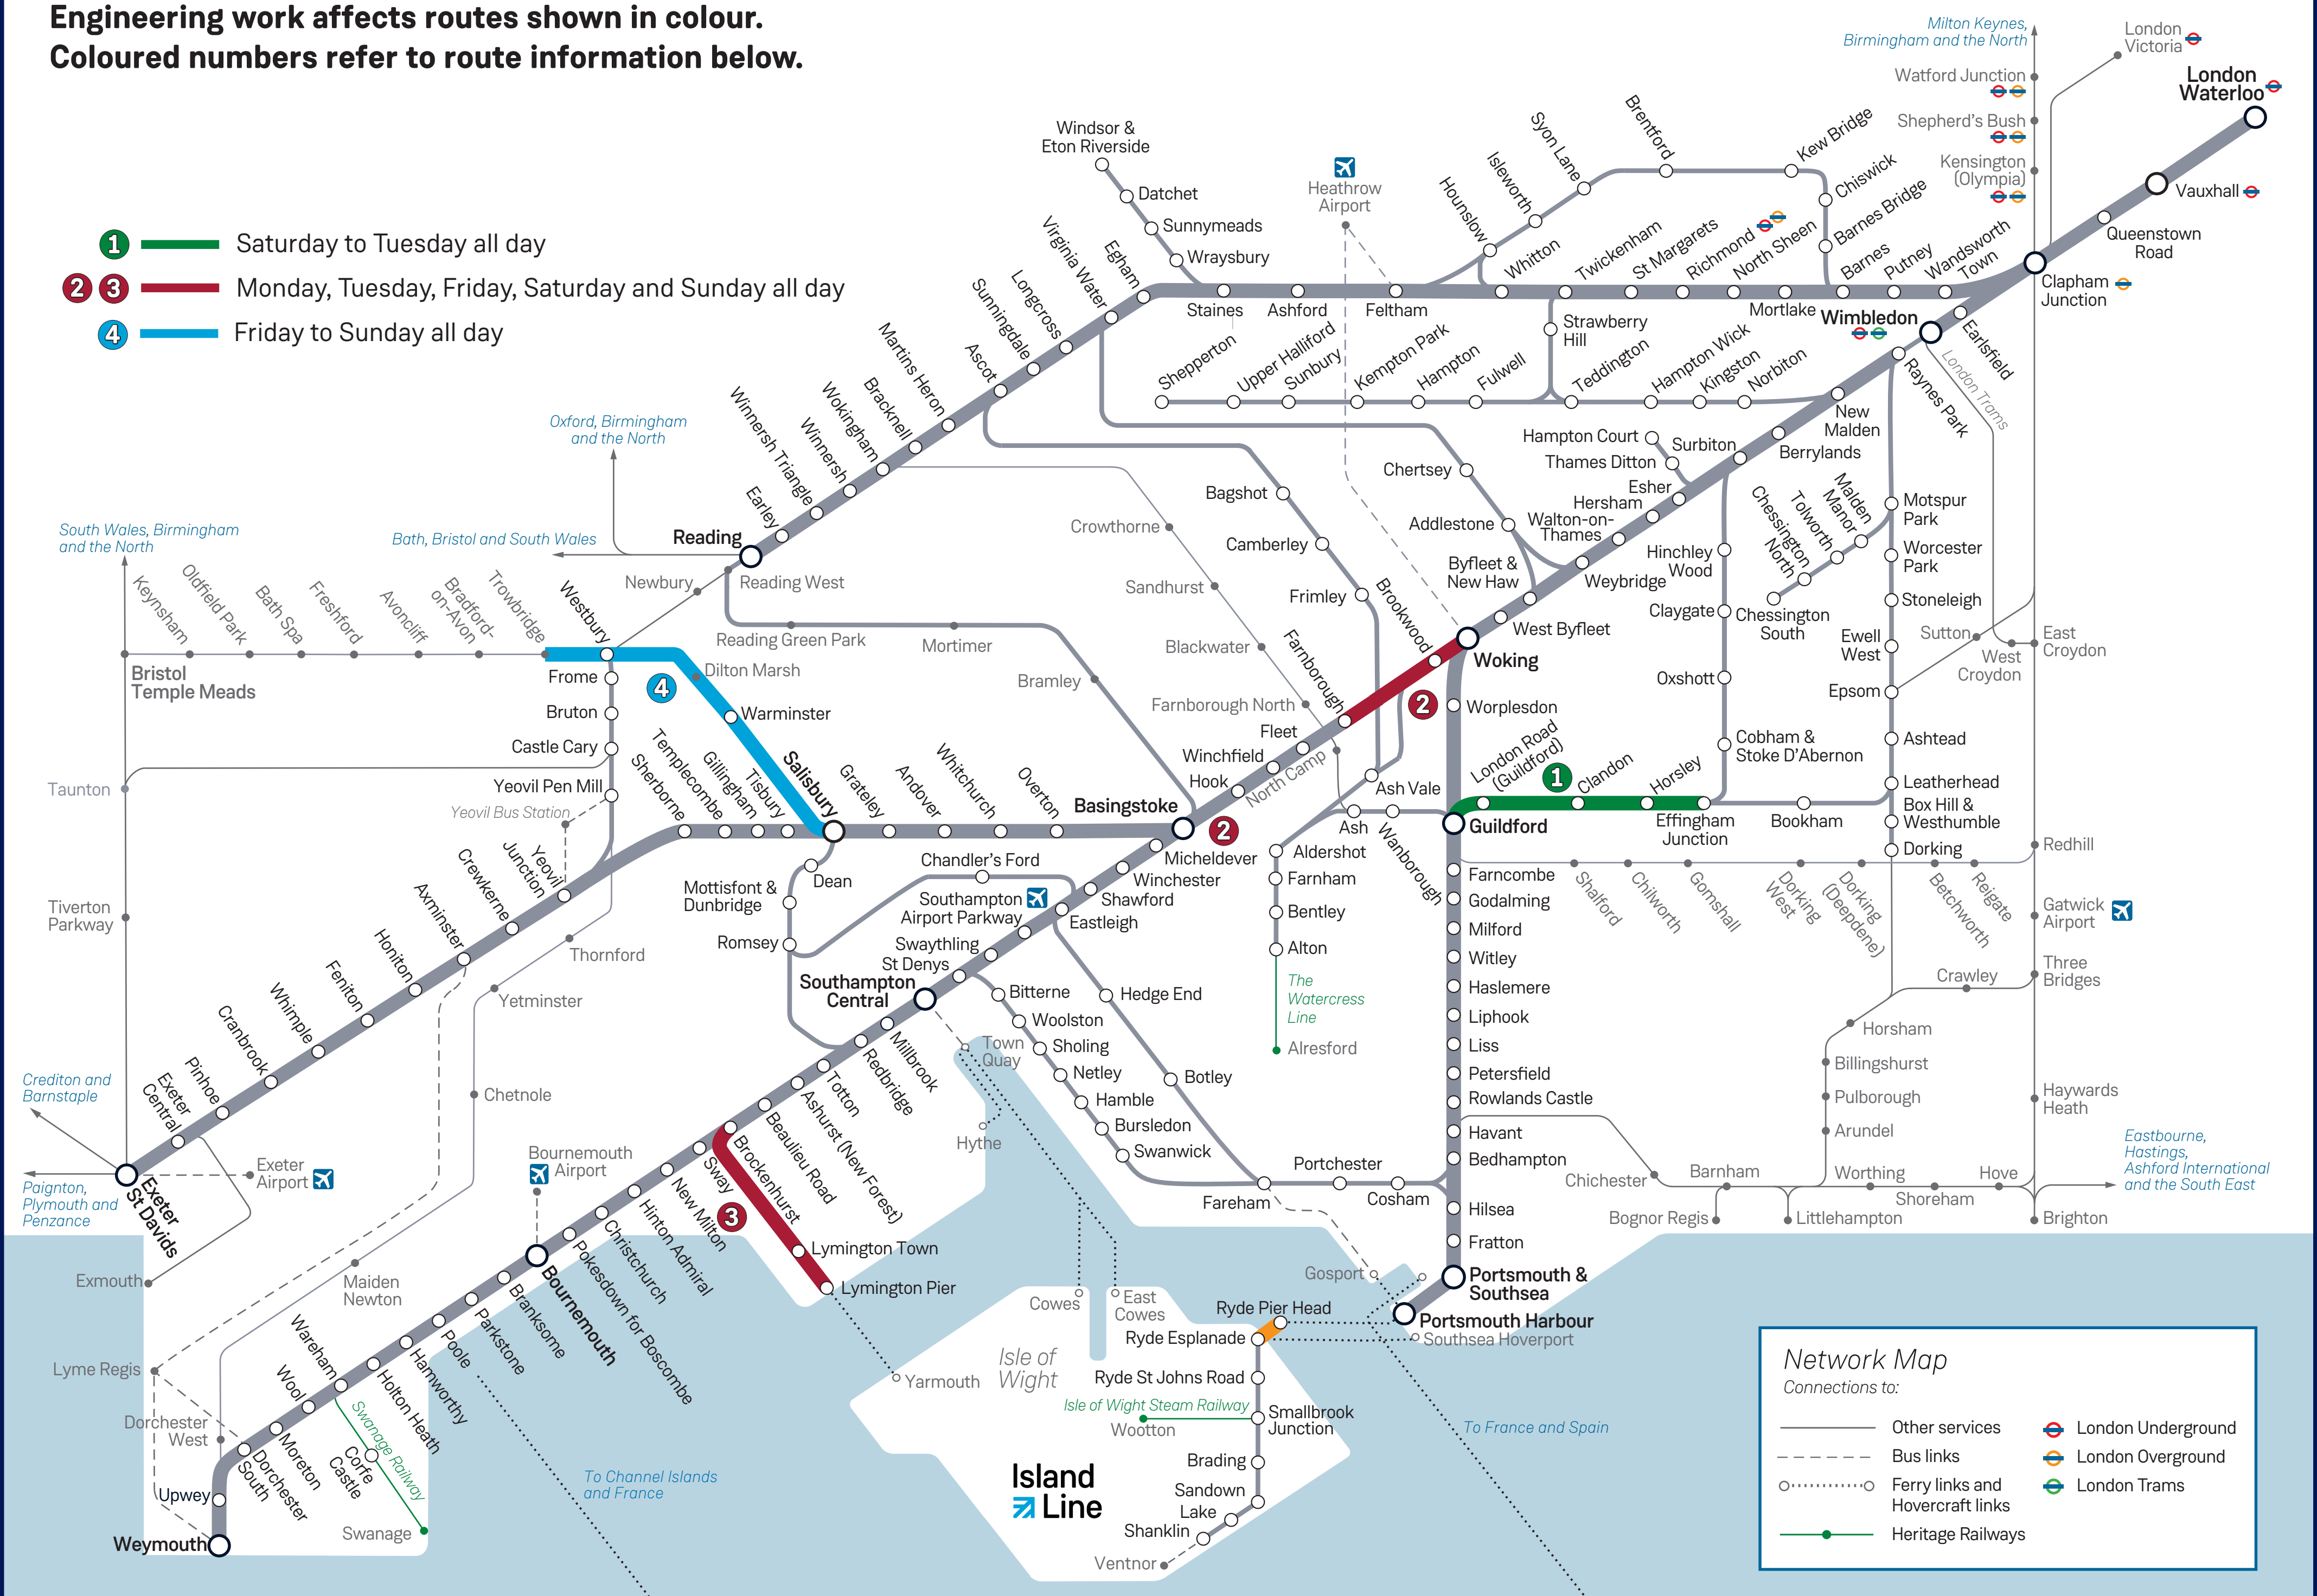 Engineering work affects routes shown in colour.
Coloured numbers refer to route information below.
1 Saturday to Tuesday all day
2 3 Monday, Tuesday, Friday, Saturday and Sunday all day
4 Friday to Sunday all day
Milton Keynes,
Birmingham and the North
London
Victoria
Watford Junction
London
Waterloo
Shepherd's Bush
Kensington
(Olympia)
Vauxhall
Queenstown
Road
Clapham
Junction
Windsor &
Eton Riverside
Datchet
Sunnymeads
Wraysbury
Heathrow
Airport
Hounslow
Isleworth
Syon Lane
Brentford
Kew Bridge
Chiswick
Barnes Bridge
Virginia Water
Egham
Staines
Ashford
Feltham
Whitton
Twickenham
St Margarets
Richmond
North Sheen
Mortlake
Barnes
Putney
Wandsworth
Town
Wimbledon
Earlsfield
London Trams
Raynes Park
Strawberry
Hill
Shepperton
Upper Halliford
Sunbury
Kempton Park
Hampton
Fulwell
Teddington
Hampton Wick
Kingston
Norbiton
New
Malden
Berrylands
Surbiton
Hampton Court
Thames Ditton
Esher
Hersham
Walton-on-
Thames
Weybridge
Byfleet &
New Haw
West Byfleet
Woking
Chertsey
Addlestone
Longcross
Sunningdale
Ascot
Martins Heron
Bracknell
Wokingham
Winnersh
Winnersh Triangle
Earley
Reading
Oxford, Birmingham
and the North
Bath, Bristol and South Wales
South Wales, Birmingham
and the North
Newbury
Reading West
Reading Green Park
Mortimer
Bramley
Crowthorne
Sandhurst
Blackwater
Farnborough North
North Camp
Bagshot
Camberley
Frimley
Brookwood
Farnborough
2
Fleet
Winchfield
Hook
Basingstoke
2
Ash Vale
Ash
Wanborough
Aldershot
Farnham
Bentley
Alton
The
Watercress
Line
Alresford
Motspur
Park
Malden
Manor
Tolworth
Chessington
North
Chessington
South
Worcester
Park
Stoneleigh
Ewell
West
Epsom
Ashtead
Leatherhead
Box Hill &
Westhumble
Dorking
Hinchley
Wood
Claygate
Oxshott
Cobham &
Stoke D'Abernon
Bookham
Effingham
Junction
Horsley
Clandon
1
London Road
(Guildford)
Guildford
Worplesdon
Sutton
West
Croydon
East
Croydon
Redhill
Shalford
Chilworth
Gomshall
Dorking
West
Dorking
(Deepdene)
Betchworth
Reigate
Gatwick
Airport
Three
Bridges
Crawley
Horsham
Billingshurst
Pulborough
Arundel
Haywards
Heath
Eastbourne,
Hastings,
Ashford International
and the South East
Chichester
Barnham
Worthing
Shoreham
Hove
Bognor Regis
Littlehampton
Brighton
Farncombe
Godalming
Milford
Witley
Haslemere
Liphook
Liss
Petersfield
Rowlands Castle
Havant
Bedhampton
Hilsea
Fratton
Portsmouth &
Southsea
Portsmouth Harbour
Southsea Hoverport
Gosport
Portchester
Cosham
Fareham
Keynsham
Oldfield Park
Bath Spa
Freshford
Avoncliff
Bradford-
on-Avon
Trowbridge
Westbury
Bristol
Temple Meads
4
Dilton Marsh
Warminster
Salisbury
Frome
Bruton
Castle Cary
Yeovil Pen Mill
Yeovil Bus Station
Taunton
Tiverton
Parkway
Sherborne
Templecombe
Gillingham
Tisbury
Grateley
Andover
Whitchurch
Overton
Yeovil
Junction
Crewkerne
Axminster
Honiton
Feniton
Whimple
Cranbrook
Pinhoe
Exeter
Central
Exeter
St Davids
Crediton and
Barnstaple
Paignton,
Plymouth and
Penzance
Exeter
Airport
Exmouth
Thornford
Yetminster
Chetnole
Maiden
Newton
Lyme Regis
Dorchester
West
Dean
Mottisfont &
Dunbridge
Romsey
Chandler's Ford
Southampton
Airport Parkway
Micheldever
Winchester
Shawford
Eastleigh
Swaythling
St Denys
Southampton
Central
Bitterne
Woolston
Sholing
Netley
Hamble
Bursledon
Swanwick
Hedge End
Botley
Town
Quay
Hythe
Millbrook
Redbridge
Totton
Ashurst (New Forest)
Beaulieu Road
Brockenhurst
3
Lymington Town
Lymington Pier
Yarmouth
Sway
New Milton
Hinton Admiral
Christchurch
Pokesdown for Boscombe
Bournemouth
Bournemouth
Airport
Branksome
Parkstone
Poole
Hamworthy
Holton Heath
Wareham
Wool
Moreton
Dorchester
South
Upwey
Weymouth
Swanage Railway
Corfe
Castle
Swanage
To Channel Islands
and France
Cowes
East
Cowes
Ryde Pier Head
Ryde Esplanade
Isle of
Wight
Ryde St Johns Road
Isle of Wight Steam Railway
Wootton
Smallbrook
Junction
Brading
Sandown
Lake
Shanklin
Ventnor
Island
Line
To France and Spain
Network Map
Connections to:
Other services
Bus links
Ferry links and
Hovercraft links
Heritage Railways
London Underground
London Overground
London Trams